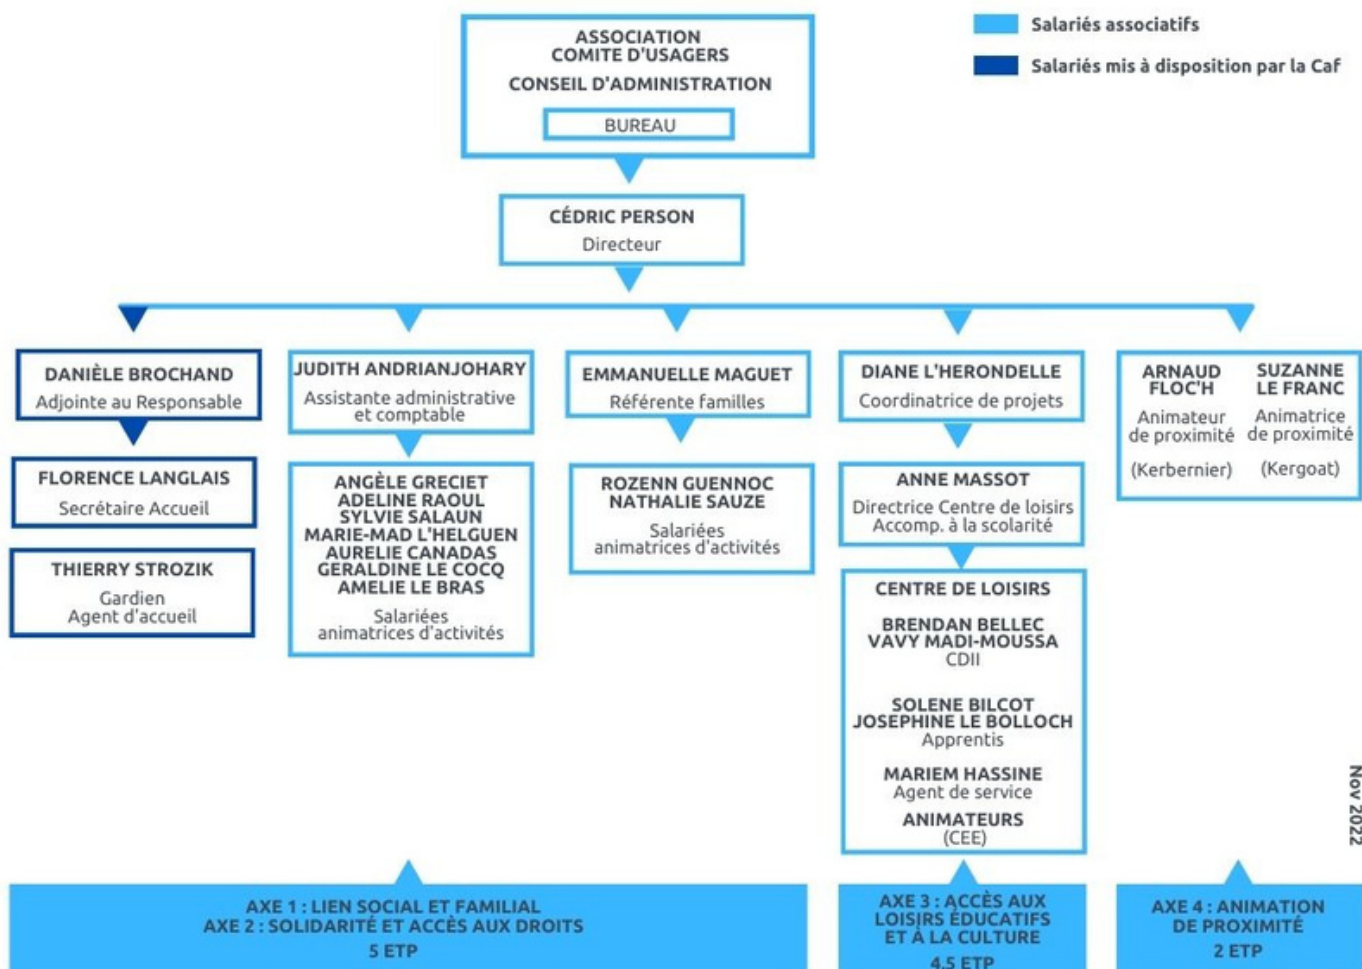 ASSOCIATION
COMITE D'USAGERS
CONSEIL D'ADMINISTRATION
BUREAU
Salariés associatifs
Salariés mis à disposition par la Caf
CÉDRIC PERSON
Directeur
DANIÈLE BROCHAND
Adjointe au Responsable
FLORENCE LANGLAIS
Secrétaire Accueil
THIERRY STROZIK
Gardien
Agent d'accueil
JUDITH ANDRIANJOHARY
Assistante administrative
et comptable
ANGÈLE GRECIET
ADELINE RAOUL
SYLVIE SALAUN
MARIE-MAD L'HELGUEN
AURELIE CANADAS
GERALDINE LE COCQ
AMELIE LE BRAS
Salariées
animatrices d'activités
EMMANUELLE MAGUET
Référente familles
ROZENN GUENNOC
NATHALIE SAUZE
Salariées
animatrices d'activités
DIANE L'HERONDELLE
Coordinatrice de projets
ANNE MASSOT
Directrice Centre de loisirs
Accomp. à la scolarité
CENTRE DE LOISIRS
BRENDAN BELLEC
VAVY MADI-MOUSSA
CDII
SOLENE BILCOT
JOSEPHINE LE BOLLOCH
Apprentis
MARIEM HASSINE
Agent de service
ANIMATEURS
(CEE)
ARNAUD
FLOC'H
Animateur
de proximité
(Kerbernier)
SUZANNE
LE FRANC
Animatrice
de proximité
(Kergoat)
Nov 2022
AXE 1 : LIEN SOCIAL ET FAMILIAL
AXE 2 : SOLIDARITÉ ET ACCÈS AUX DROITS
5 ETP
AXE 3 : ACCÈS AUX
LOISIRS ÉDUCATIFS
ET À LA CULTURE
4,5 ETP
AXE 4 : ANIMATION
DE PROXIMITÉ
2 ETP